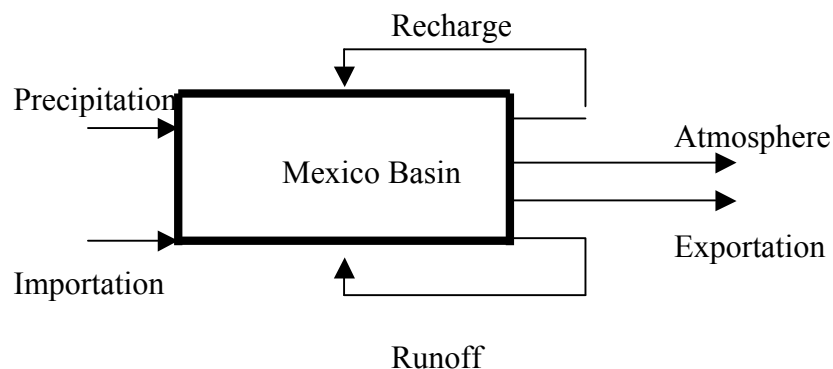 Recharge
Precipitation
Atmosphere
Mexico Basin
Exportation
Importation
Runoff